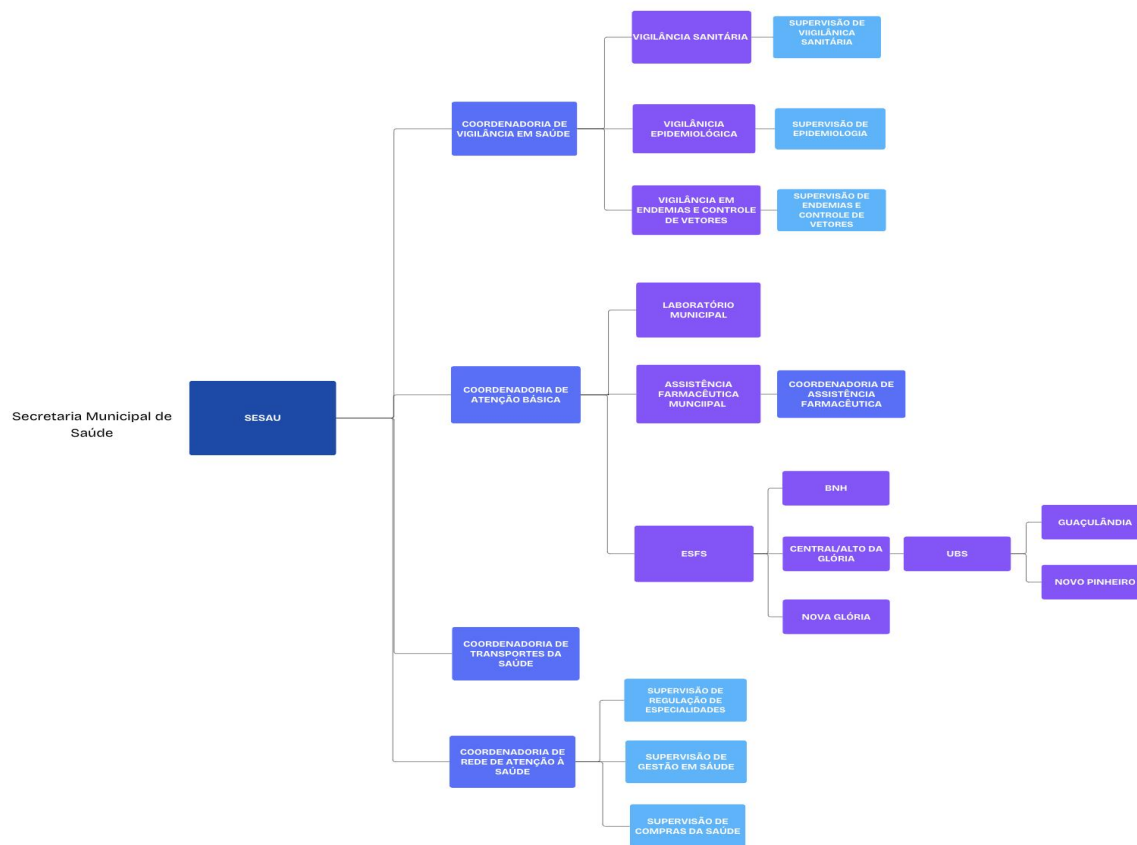 Secretaria Municipal de
Saúde
SESAU
COORDENADORIA DE
VIGILÂNCIA EM SAÚDE
VIGILÂNCIA SANITÁRIA
SUPERVISÃO DE
VIIGILÂNICA
SANITÁRIA
VIGILÂNICIA
EPIDEMIOLÓGICA
SUPERVISÃO DE
EPIDEMIOLOGIA
VIGILÂNCIA EM
ENDEMIAS E CONTROLE
DE VETORES
SUPERVISÃO DE
ENDEMIAS E
CONTROLE DE
VETORES
COORDENADORIA DE
ATENÇÃO BÁSICA
LABORATÓRIO
MUNICIPAL
ASSISTÊNCIA
FARMACÊUTICA
MUNCIIPAL
COORDENADORIA DE
ASSISTÊNCIA
FARMACÊUTICA
ESFS
BNH
CENTRAL/ALTO DA
GLÓRIA
NOVA GLÓRIA
UBS
GUAÇULÂNDIA
NOVO PINHEIRO
COORDENADORIA DE
TRANSPORTES DA
SAÚDE
COORDENADORIA DE
REDE DE ATENÇÃO À
SAÚDE
SUPERVISÃO DE
REGULAÇÃO DE
ESPECIALIDADES
SUPERVISÃO DE
GESTÃO EM SÁUDE
SUPERVISÃO DE
COMPRAS DA SAÚDE